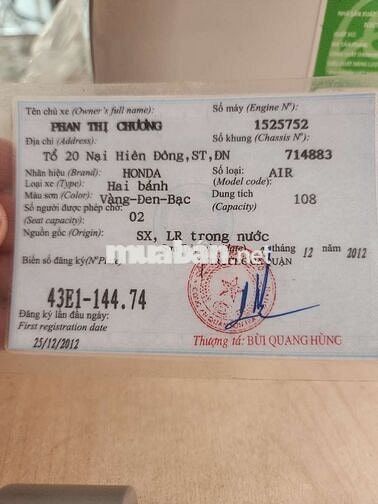 Tên chủ xe (Owner's full name): Số máy (Engine Nº):
PHAN THỊ CHƯƠNG 1525752
Địa chỉ (Address): Số khung (Chassis Nº):
Tổ 20 Nại Hiên Đông,ST,ĐN 714883
Nhãn hiệu (Brand): HONDA Số loại: AIR
Loại xe (Type): Hai bánh (Model code):
Màu sơn (Color): Vàng-Đen-Bạc Dung tích 108
Số người được phép chở: 02 (Capacity)
(Seat capacity)
Nguồn gốc (Origin): SX, LR trong nước
tháng 12 năm 2012
Biển số đăng ký (Nº
muaban.net
43E1-144.74
Đăng ký lần đầu ngày:
First registration date
25/12/2012
Thượng tá: BÙI QUANG HÙNG